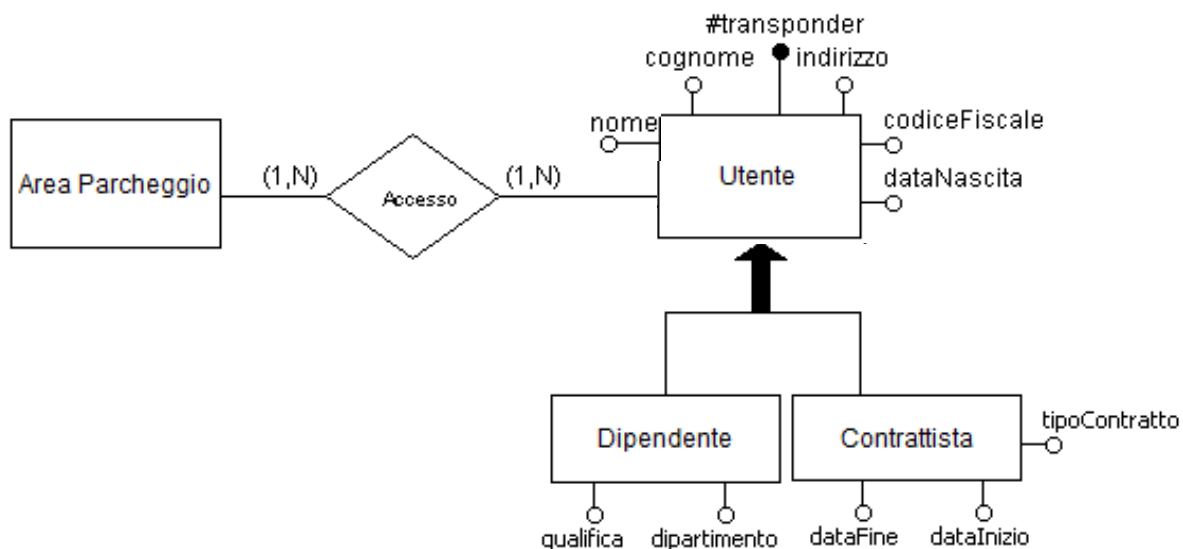 #transponder
cognome
indirizzo
nome
codiceFiscale
Area Parcheggio
(1,N)
Accesso
(1,N)
Utente
dataNascita
Dipendente
Contrattista
tipoContratto
qualifica
dipartimento
dataFine
dataInizio